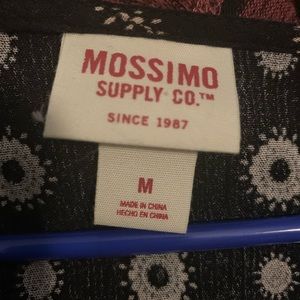 MOSSIMO
SUPPLY CO.™
SINCE 1987
M
MADE IN CHINA
HECHO EN CHINA